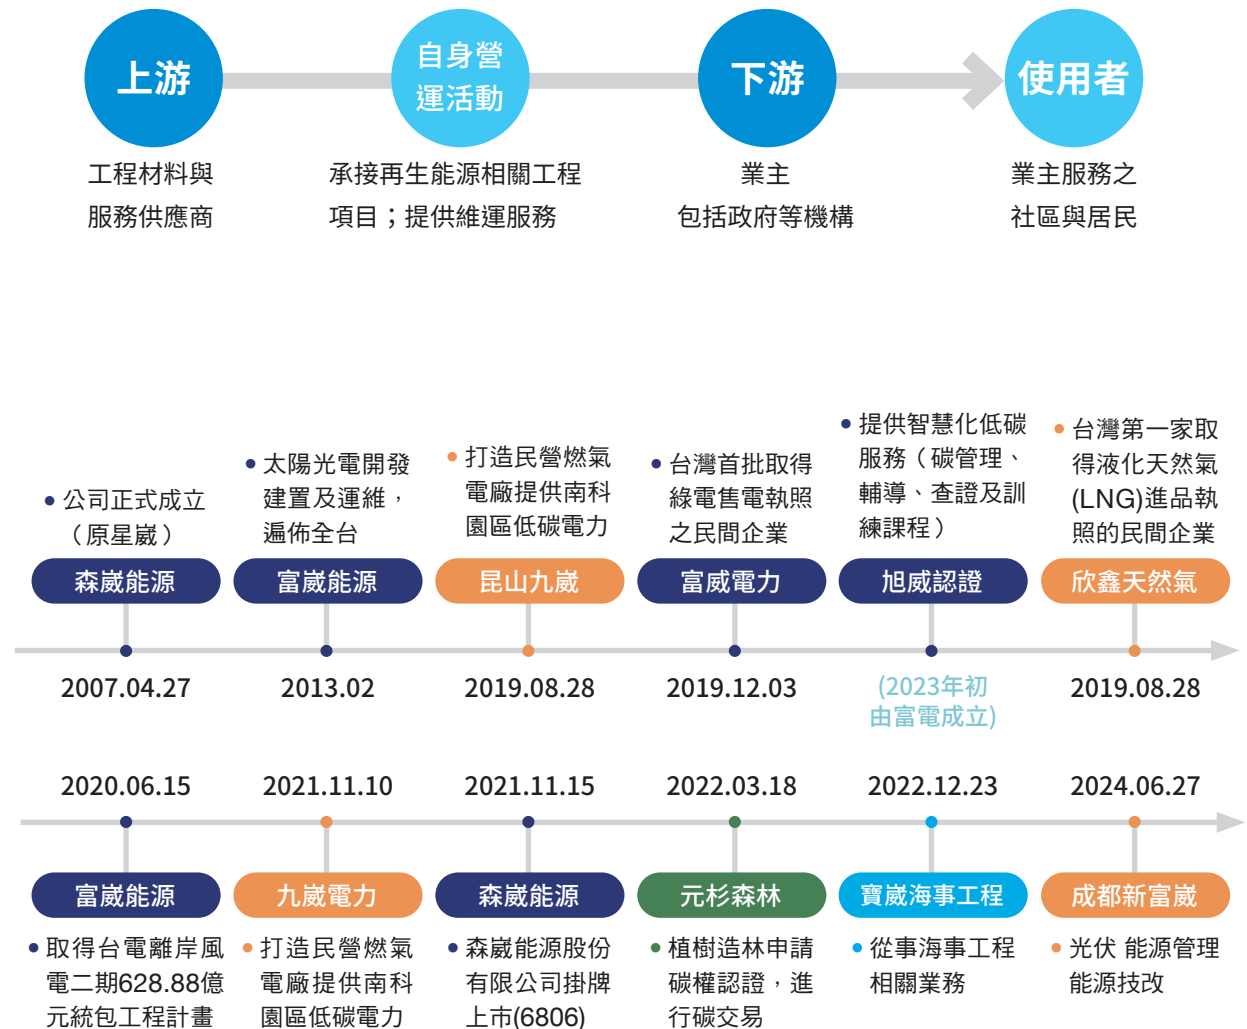 上游
自身營
運活動
下游
使用者
工程材料與
服務供應商
承接再生能源相關工程
項目；提供維運服務
業主
包括政府等機構
業主服務之
社區與居民
• 公司正式成立
（原星崴）
• 太陽光電開發
建置及運維，
遍佈全台
• 打造民營燃氣
電廠提供南科
園區低碳電力
• 台灣首批取得
綠電售電執照
之民間企業
• 提供智慧化低碳
服務（碳管理、
輔導、查證及訓
練課程）
• 台灣第一家取
得液化天然氣
(LNG)進品執
照的民間企業
森崴能源
富崴能源
昆山九崴
富威電力
旭威認證
欣鑫天然氣
2007.04.27
2013.02
2019.08.28
2019.12.03
(2023年初
由富電成立)
2019.08.28
2020.06.15
2021.11.10
2021.11.15
2022.03.18
2022.12.23
2024.06.27
富崴能源
九崴電力
森崴能源
元杉森林
寶崴海事工程
成都新富崴
• 取得台電離岸風
電二期628.88億
元統包工程計畫
• 打造民營燃氣
電廠提供南科
園區低碳電力
• 森崴能源股份
有限公司掛牌
上市(6806)
• 植樹造林申請
碳權認證，進
行碳交易
• 從事海事工程
相關業務
• 光伏 能源管理
能源技改